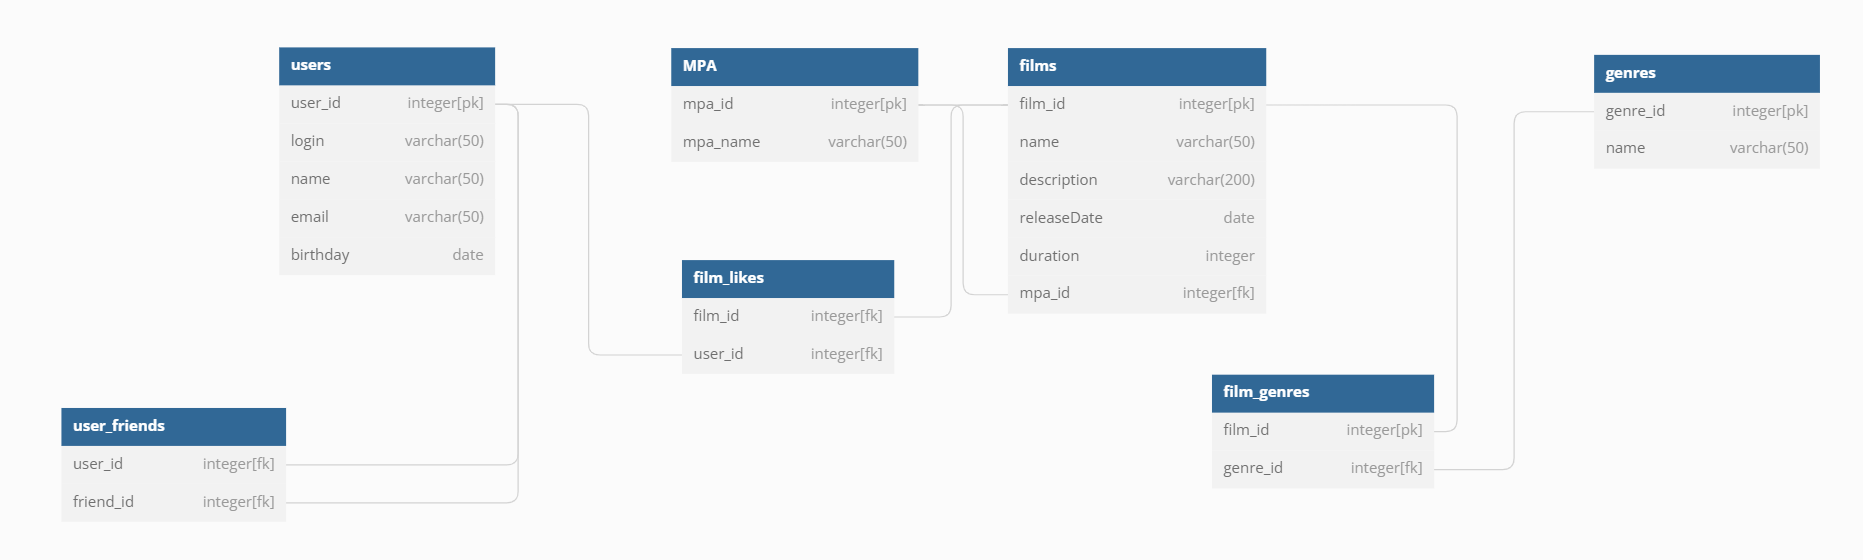 users
user_id integer[pk]
login varchar(50)
name varchar(50)
email varchar(50)
birthday date
MPA
mpa_id integer[pk]
mpa_name varchar(50)
films
film_id integer[pk]
name varchar(50)
description varchar(200)
releaseDate date
duration integer
mpa_id integer[fk]
genres
genre_id integer[pk]
name varchar(50)
film_likes
film_id integer[fk]
user_id integer[fk]
user_friends
user_id integer[fk]
friend_id integer[fk]
film_genres
film_id integer[pk]
genre_id integer[fk]